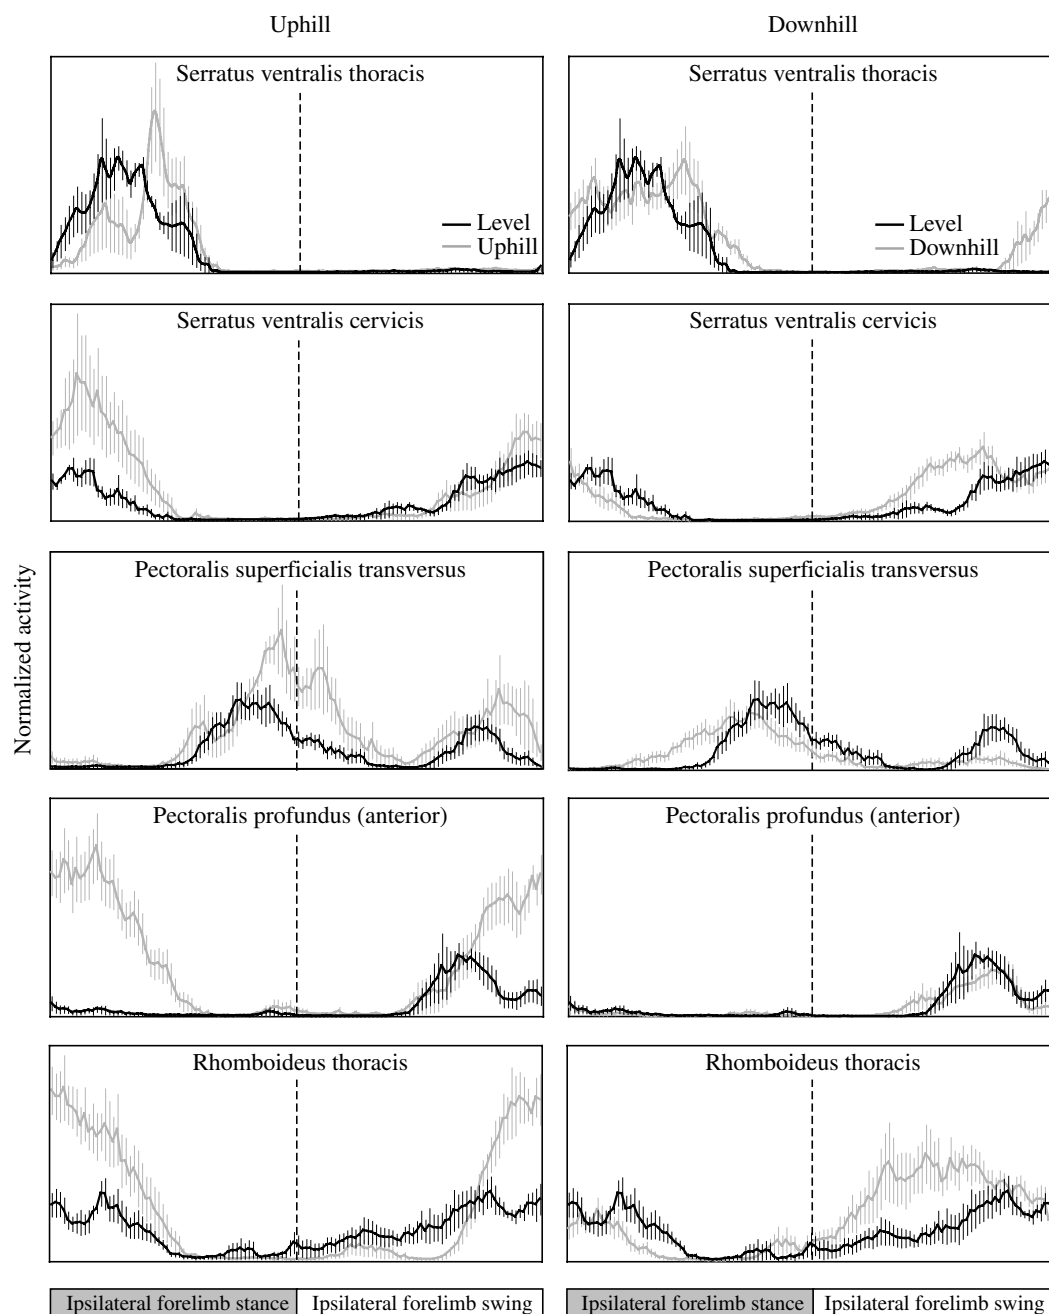 Uphill
Downhill
Serratus ventralis thoracis
Serratus ventralis thoracis
Level
Uphill
Level
Downhill
Serratus ventralis cervicis
Serratus ventralis cervicis
Normalized activity
Pectoralis superficialis transversus
Pectoralis superficialis transversus
Pectoralis profundus (anterior)
Pectoralis profundus (anterior)
Rhomboideus thoracis
Rhomboideus thoracis
Ipsilateral forelimb stance
Ipsilateral forelimb swing
Ipsilateral forelimb stance
Ipsilateral forelimb swing